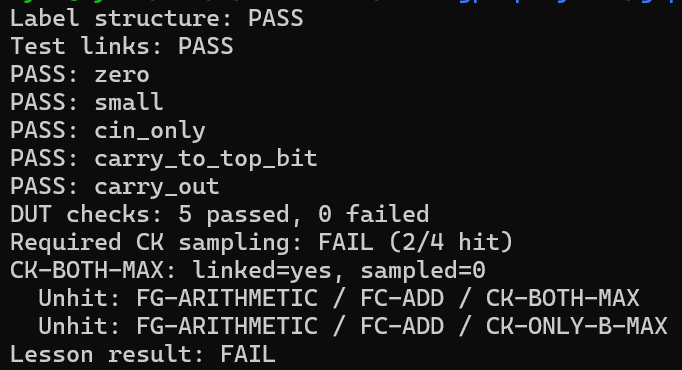 Label structure: PASS
Test links: PASS
PASS: zero
PASS: small
PASS: cin_only
PASS: carry_to_top_bit
PASS: carry_out
DUT checks: 5 passed, 0 failed
Required CK sampling: FAIL (2/4 hit)
CK-BOTH-MAX: linked=yes, sampled=0
  Unhit: FG-ARITHMETIC / FC-ADD / CK-BOTH-MAX
  Unhit: FG-ARITHMETIC / FC-ADD / CK-ONLY-B-MAX
Lesson result: FAIL